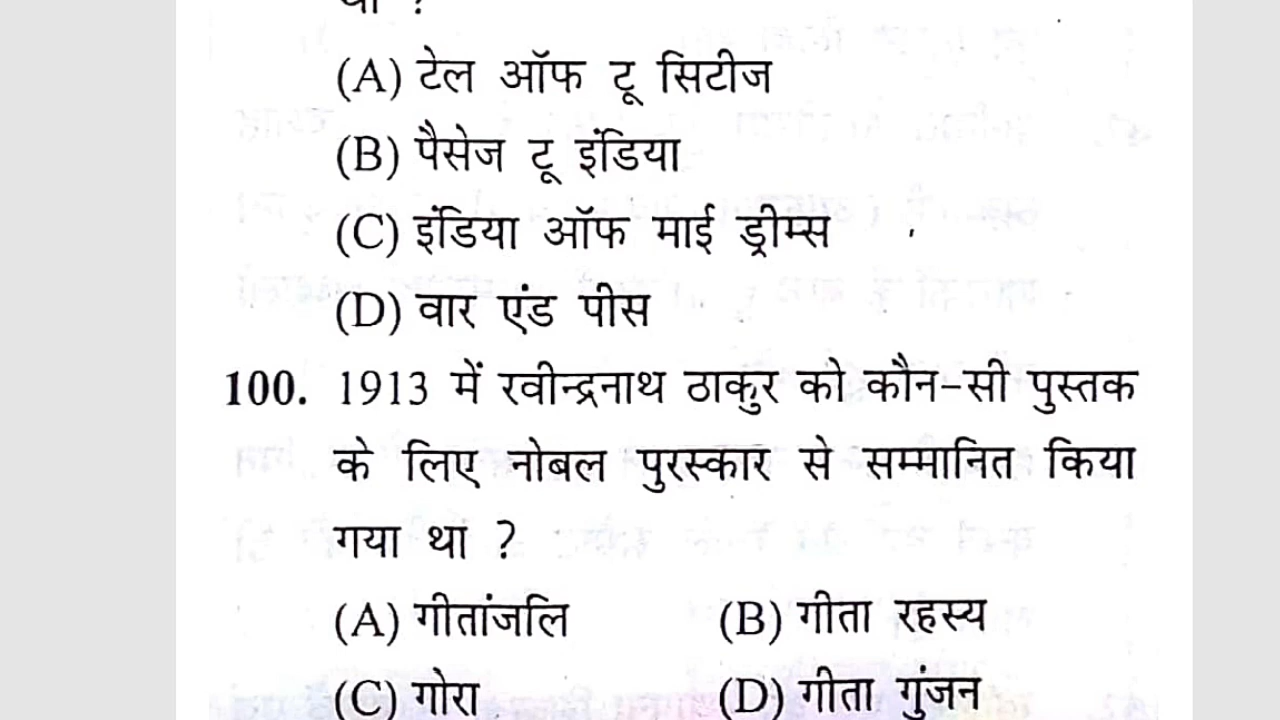 था ?
(A) टेल ऑफ टू सिटीज
(B) पैसेज टू इंडिया
(C) इंडिया ऑफ माई ड्रीम्स
(D) वार एंड पीस
100. 1913 में रवीन्द्रनाथ ठाकुर को कौन-सी पुस्तक
के लिए नोबल पुरस्कार से सम्मानित किया
गया था ?
(A) गीतांजलि (B) गीता रहस्य
(C) गोरा (D) गीता गुंजन